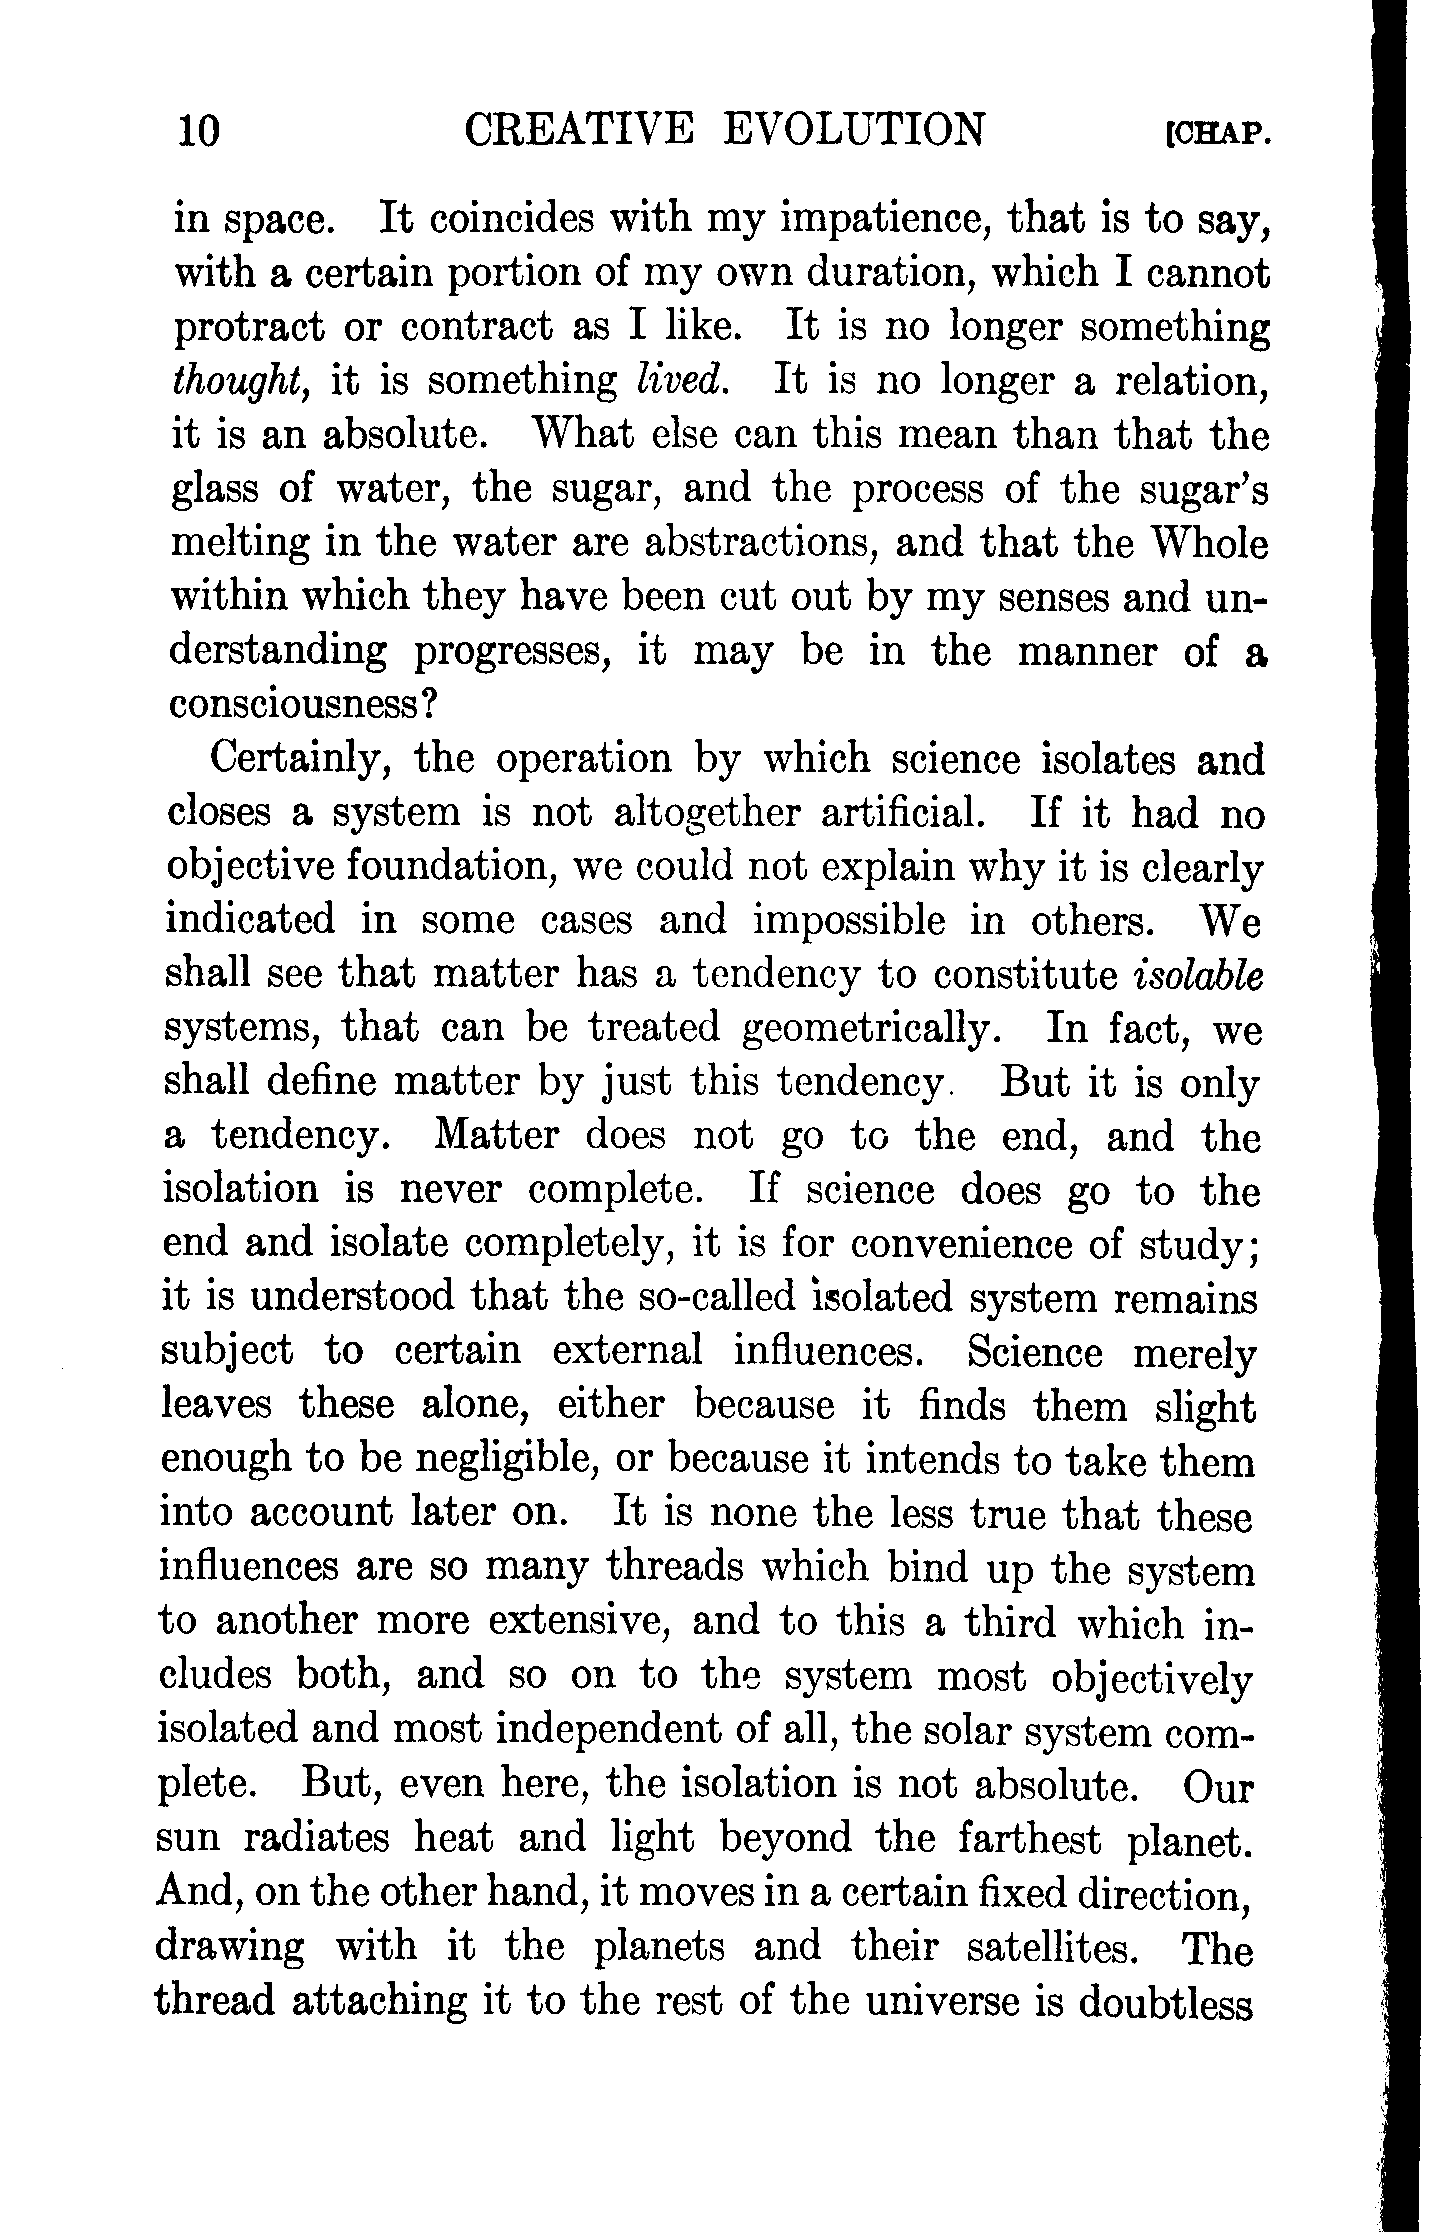 10 CREATIVE EVOLUTION [CHAP.
in space. It coincides with my impatience, that is to say,
with a certain portion of my own duration, which I cannot
protract or contract as I like. It is no longer something
thought, it is something lived. It is no longer a relation,
it is an absolute. What else can this mean than that the
glass of water, the sugar, and the process of the sugar's
melting in the water are abstractions, and that the Whole
within which they have been cut out by my senses and un-
derstanding progresses, it may be in the manner of a
consciousness?
Certainly, the operation by which science isolates and
closes a system is not altogether artificial. If it had no
objective foundation, we could not explain why it is clearly
indicated in some cases and impossible in others. We
shall see that matter has a tendency to constitute isolable
systems, that can be treated geometrically. In fact, we
shall define matter by just this tendency. But it is only
a tendency. Matter does not go to the end, and the
isolation is never complete. If science does go to the
end and isolate completely, it is for convenience of study;
it is understood that the so-called isolated system remains
subject to certain external influences. Science merely
leaves these alone, either because it finds them slight
enough to be negligible, or because it intends to take them
into account later on. It is none the less true that these
influences are so many threads which bind up the system
to another more extensive, and to this a third which in-
cludes both, and so on to the system most objectively
isolated and most independent of all, the solar system com-
plete. But, even here, the isolation is not absolute. Our
sun radiates heat and light beyond the farthest planet.
And, on the other hand, it moves in a certain fixed direction,
drawing with it the planets and their satellites. The
thread attaching it to the rest of the universe is doubtless